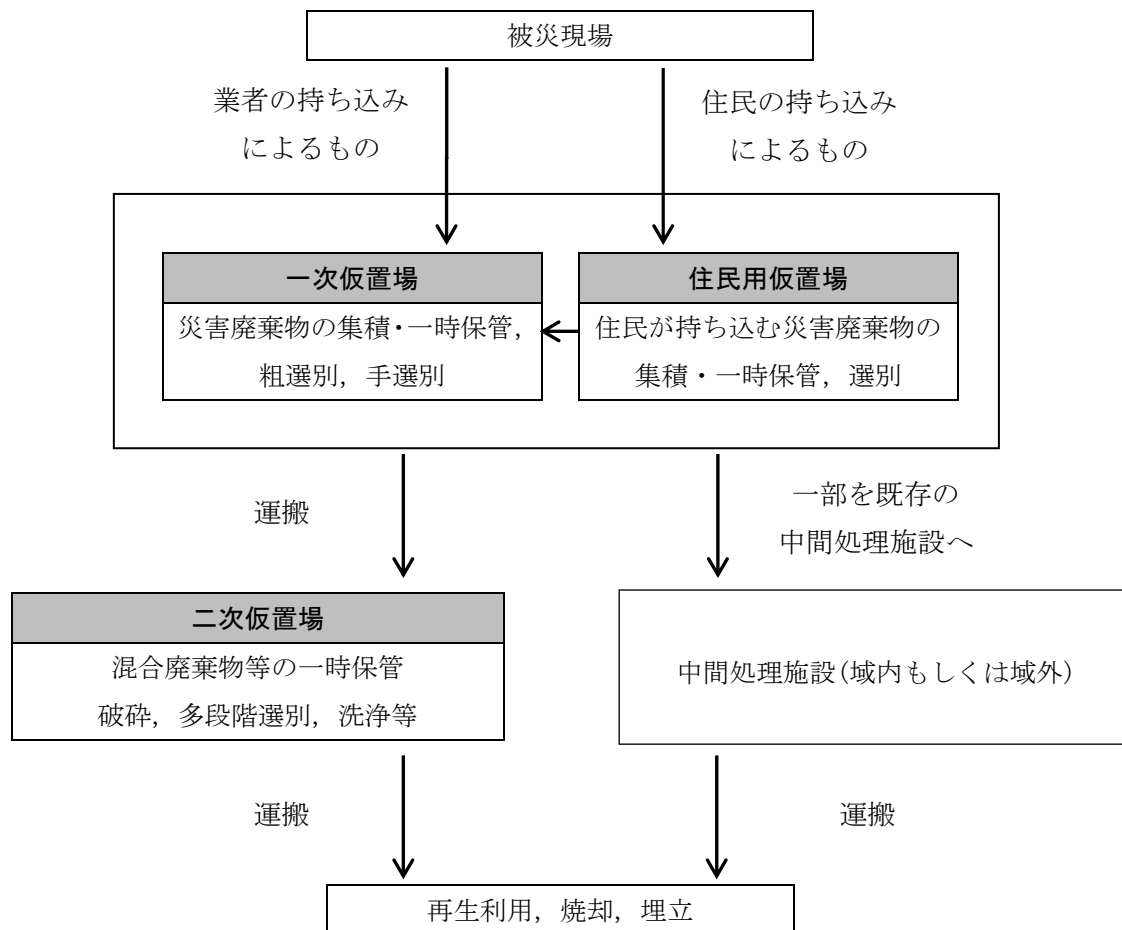 被災現場
業者の持ち込み
によるもの
住民の持ち込み
によるもの
一次仮置場
災害廃棄物の集積・一時保管，
粗選別，手選別
住民用仮置場
住民が持ち込む災害廃棄物の
集積・一時保管，選別
運搬
一部を既存の
中間処理施設へ
二次仮置場
混合廃棄物等の一時保管
破砕，多段階選別，洗浄等
中間処理施設(域内もしくは域外)
運搬
運搬
再生利用，焼却，埋立